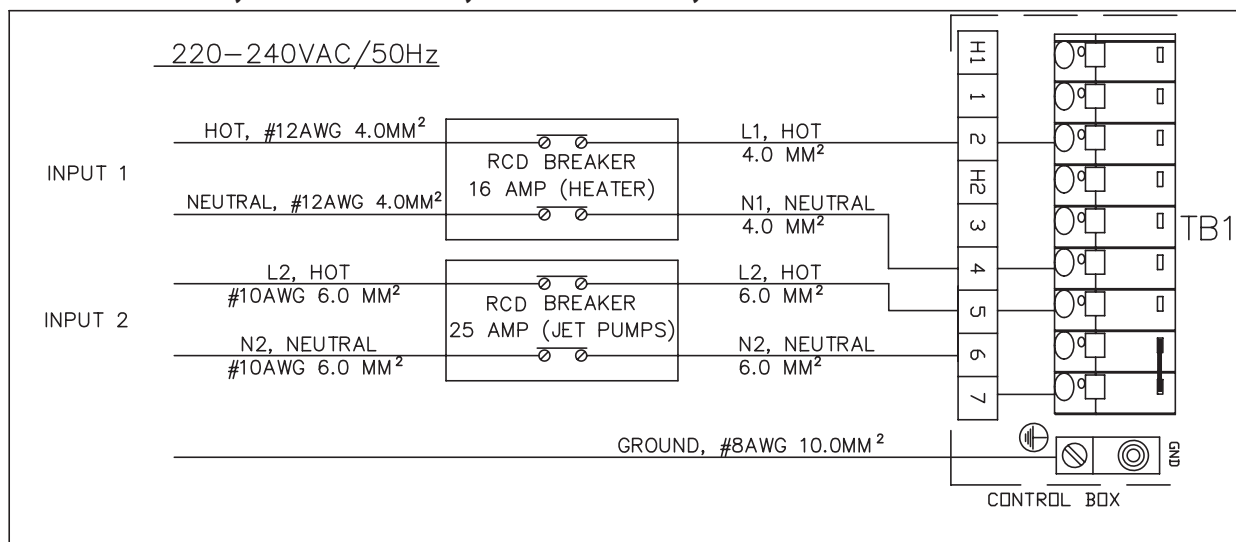 220-240VAC/50Hz
INPUT 1
HOT, #12AWG 4.0MM²
NEUTRAL, #12AWG 4.0MM²
RCD BREAKER
16 AMP (HEATER)
L1, HOT
4.0 MM²
N1, NEUTRAL
4.0 MM²
INPUT 2
L2, HOT
#10AWG 6.0 MM²
N2, NEUTRAL
#10AWG 6.0 MM²
RCD BREAKER
25 AMP (JET PUMPS)
L2, HOT
6.0 MM²
N2, NEUTRAL
6.0 MM²
GROUND, #8AWG 10.0MM²
H1
1
2
H2
3
4
5
6
7
TB1
GND
CONTROL BOX